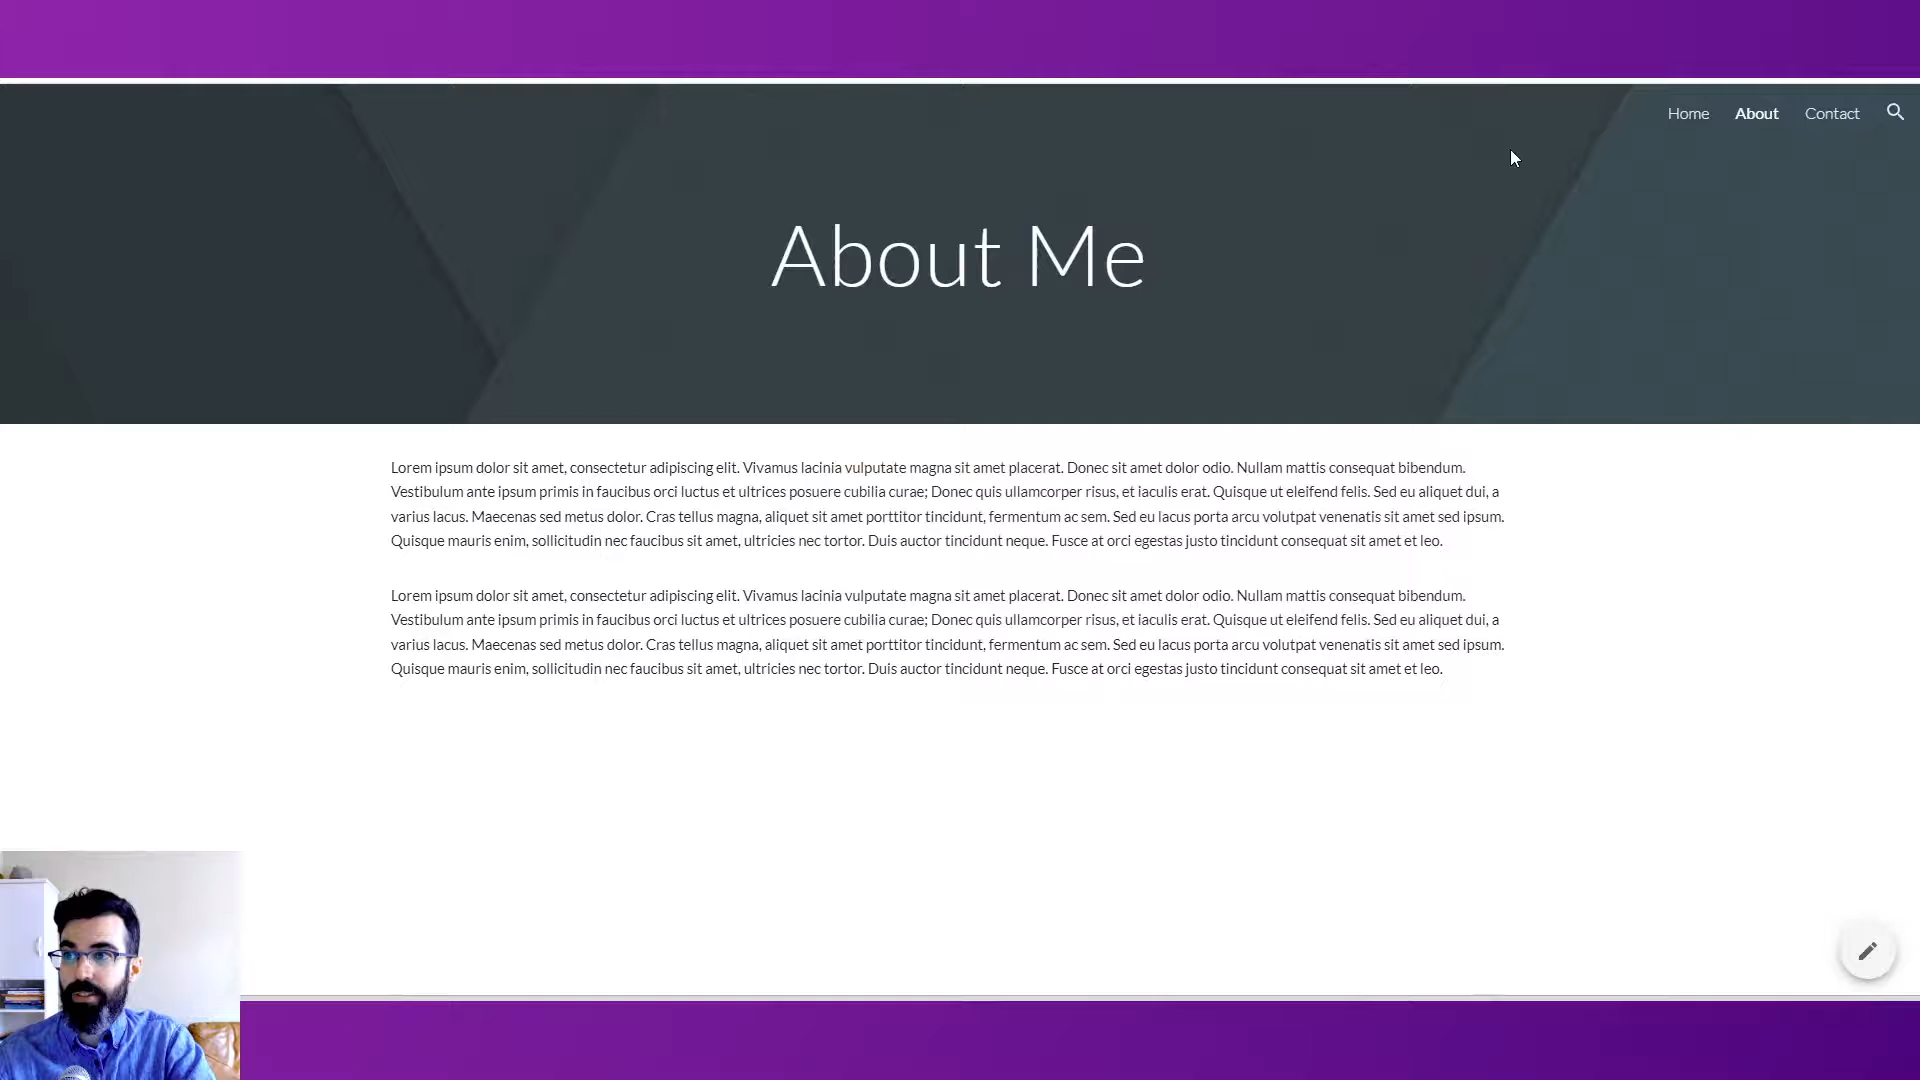 Home About Contact
About Me
Lorem ipsum dolor sit amet, consectetur adipiscing elit. Vivamus lacinia vulputate magna sit amet placerat. Donec sit amet dolor odio. Nullam mattis consequat bibendum.
Vestibulum ante ipsum primis in faucibus orci luctus et ultrices posuere cubilia curae; Donec quis ullamcorper risus, et iaculis erat. Quisque ut eleifend felis. Sed eu aliquet dui, a
varius lacus. Maecenas sed metus dolor. Cras tellus magna, aliquet sit amet porttitor tincidunt, fermentum ac sem. Sed eu lacus porta arcu volutpat venenatis sit amet sed ipsum.
Quisque mauris enim, sollicitudin nec faucibus sit amet, ultricies nec tortor. Duis auctor tincidunt neque. Fusce at orci egestas justo tincidunt consequat sit amet et leo.
Lorem ipsum dolor sit amet, consectetur adipiscing elit. Vivamus lacinia vulputate magna sit amet placerat. Donec sit amet dolor odio. Nullam mattis consequat bibendum.
Vestibulum ante ipsum primis in faucibus orci luctus et ultrices posuere cubilia curae; Donec quis ullamcorper risus, et iaculis erat. Quisque ut eleifend felis. Sed eu aliquet dui, a
varius lacus. Maecenas sed metus dolor. Cras tellus magna, aliquet sit amet porttitor tincidunt, fermentum ac sem. Sed eu lacus porta arcu volutpat venenatis sit amet sed ipsum.
Quisque mauris enim, sollicitudin nec faucibus sit amet, ultricies nec tortor. Duis auctor tincidunt neque. Fusce at orci egestas justo tincidunt consequat sit amet et leo.